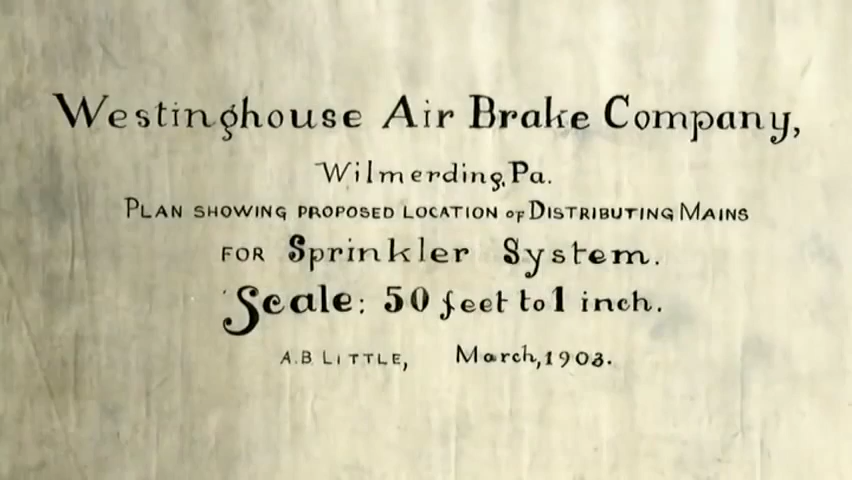 Westinghouse Air Brake Company,
Wilmerding, Pa.
PLAN SHOWING PROPOSED LOCATION of DISTRIBUTING MAINS
FOR Sprinkler System.
Scale: 50 feet to 1 inch.
A.B LITTLE, March, 1903.